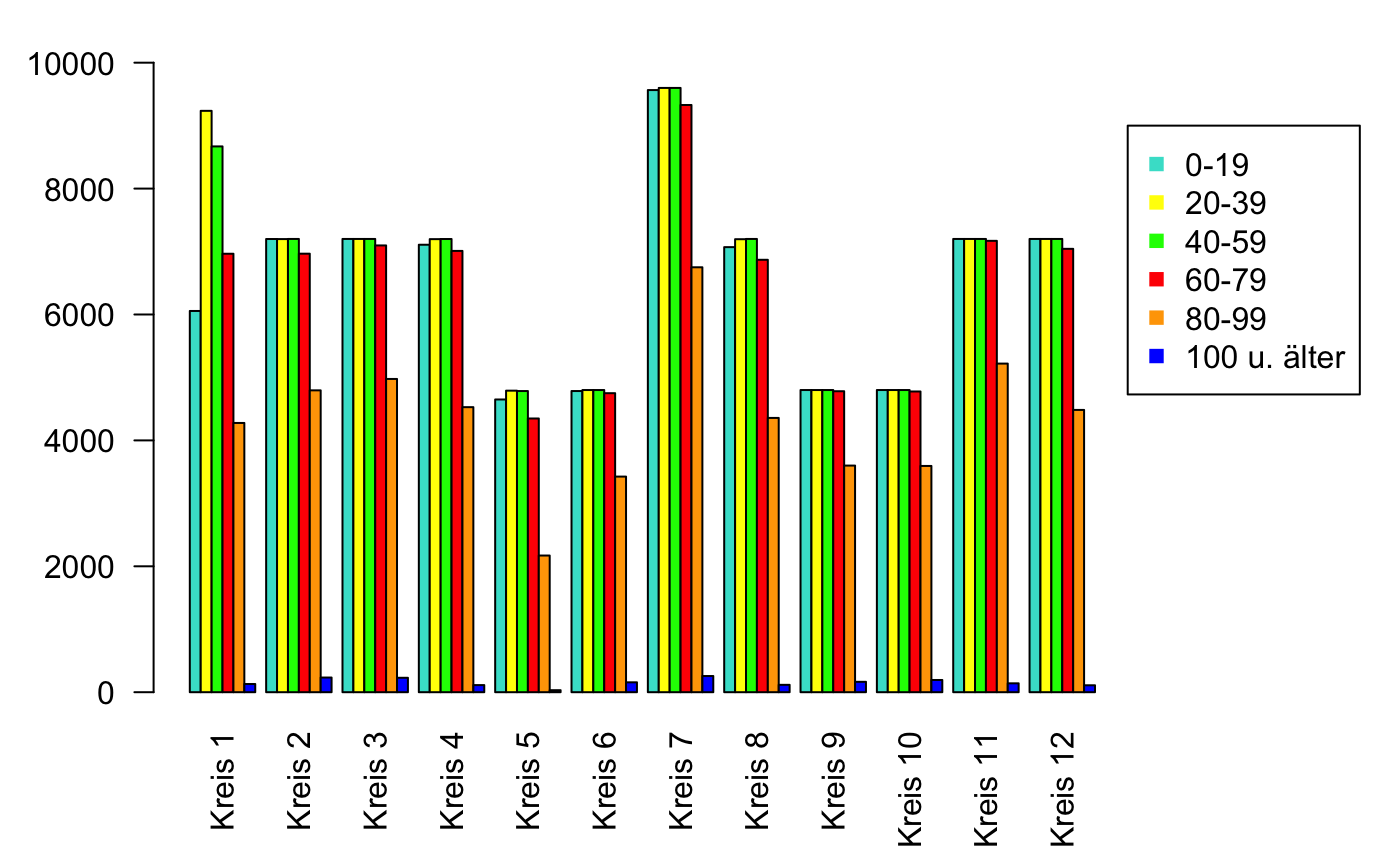 10000
8000
6000
4000
2000
0
0-19
20-39
40-59
60-79
80-99
100 u. älter
Kreis 1
Kreis 2
Kreis 3
Kreis 4
Kreis 5
Kreis 6
Kreis 7
Kreis 8
Kreis 9
Kreis 10
Kreis 11
Kreis 12